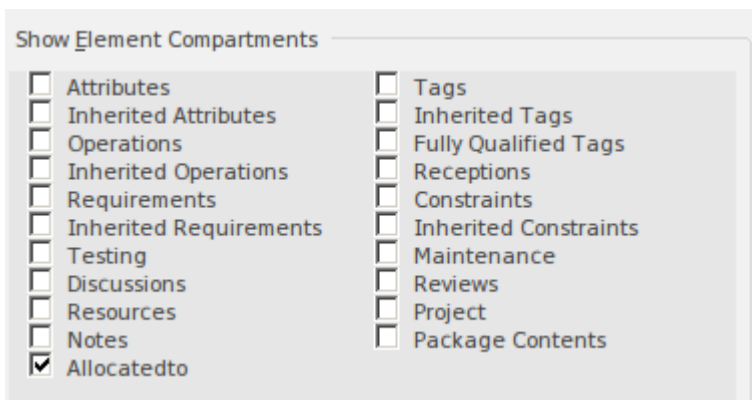 Show Element Compartments
Attributes
Inherited Attributes
Operations
Inherited Operations
Requirements
Inherited Requirements
Testing
Discussions
Resources
Notes
Allocatedto
Tags
Inherited Tags
Fully Qualified Tags
Receptions
Constraints
Inherited Constraints
Maintenance
Reviews
Project
Package Contents